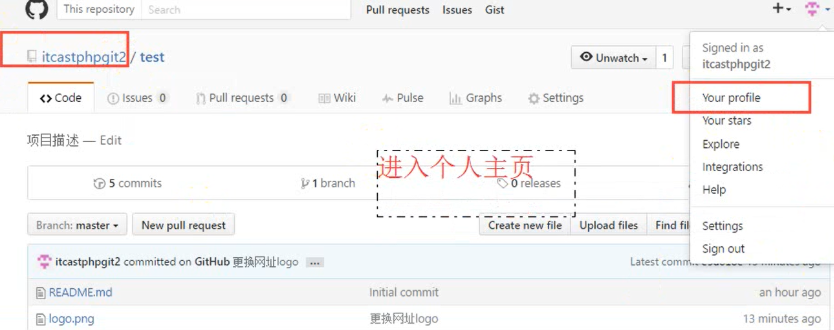 This repository Search Pull requests Issues Gist
itcastphpgit2 / test
Unwatch 1
Signed in as
itcastphpgit2
Code Issues 0 Pull requests 0 Wiki Pulse Graphs Settings
Your profile
Your stars
Explore
Integrations
Help
Settings
Sign out
项目描述 — Edit
进入个人主页
5 commits 1 branch 0 releases
Branch: master New pull request Create new file Upload files Find
itcastphpgit2 committed on GitHub 更换网址logo ... Latest commit 13 minutes ago
README.md Initial commit an hour ago
logo.png 更换网址logo 13 minutes ago